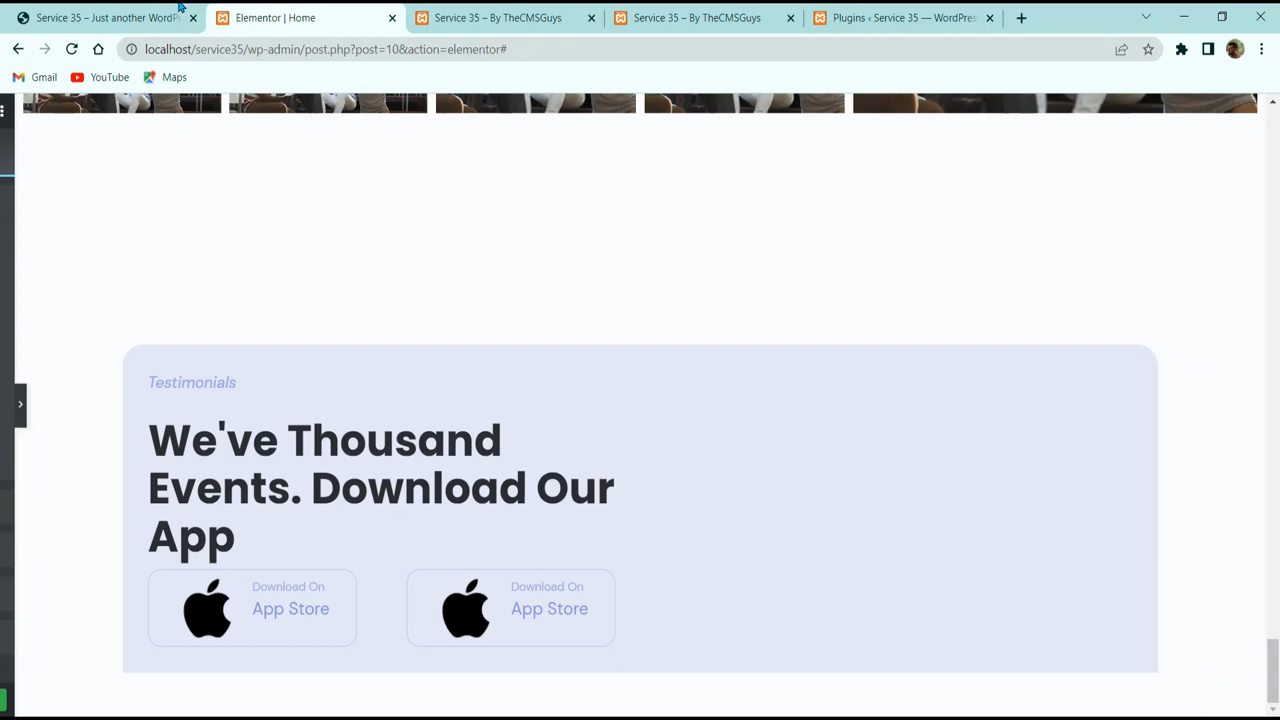 Service 35 – Just another WordPr
Elementor | Home
Service 35 – By TheCMSGuys
Service 35 – By TheCMSGuys
Plugins ‹ Service 35 — WordPres
localhost/service35/wp-admin/post.php?post=10&action=elementor#
Gmail
YouTube
Maps
Testimonials
We've Thousand
Events. Download Our
App
Download On
App Store
Download On
App Store